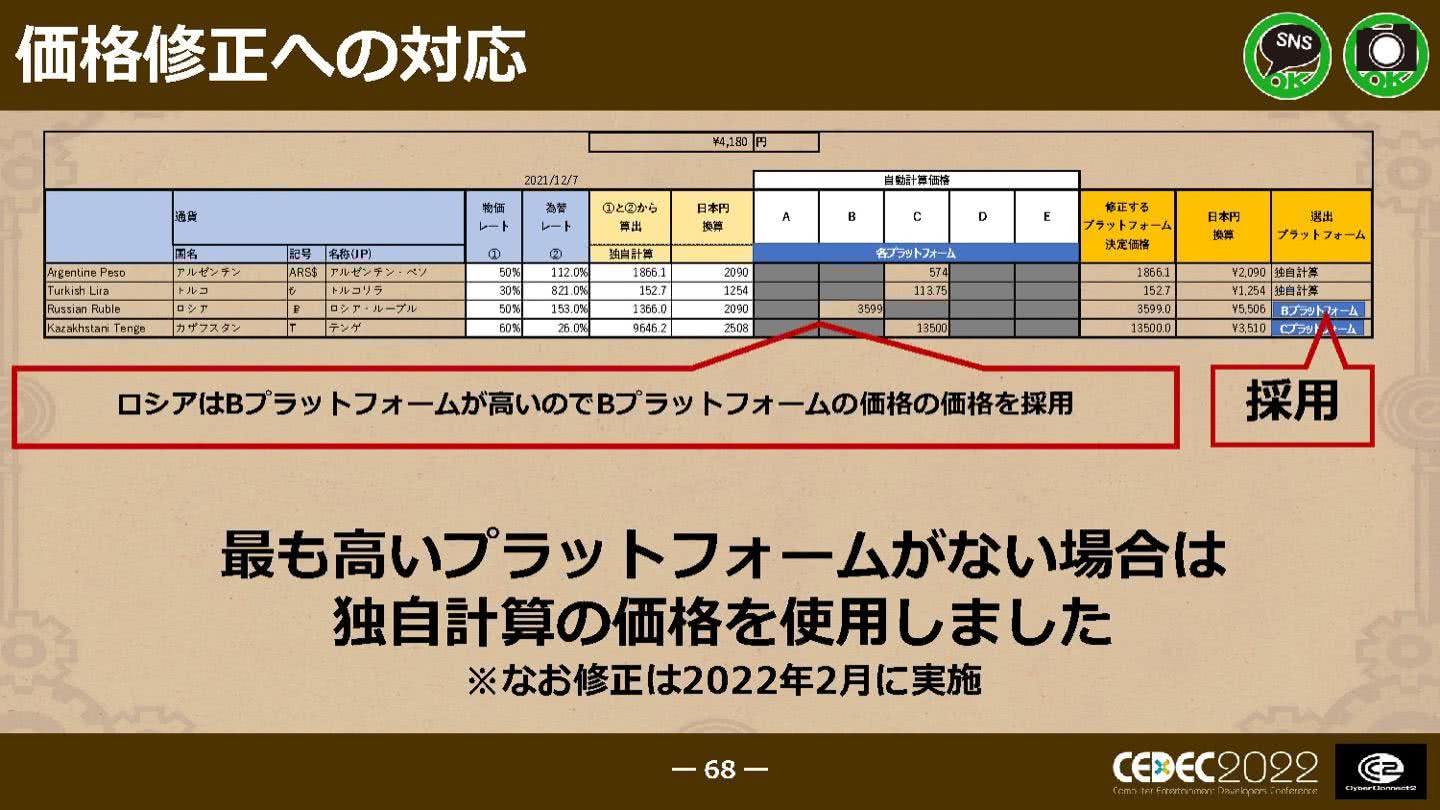 価格修正への対応
SNS OK
OK
¥4,180 円
2021/12/7 自動計算価格
通貨 物価レート 為替レート ①と②から算出 日本円換算 A B C D E 修正するプラットフォーム決定価格 日本円換算 選出プラットフォーム
国名 記号 名称(JP) ① ② 独自計算 各プラットフォーム
Argentine Peso アルゼンチン ARS$ アルゼンチン・ペソ 50% 112.0% 1866.1 2090 574 1866.1 ¥2,090 独自計算
Turkish Lira トルコ ₺ トルコリラ 30% 821.0% 152.7 1254 113.75 152.7 ¥1,254 独自計算
Russian Ruble ロシア ₽ ロシア・ルーブル 50% 153.0% 1366.0 2090 3599 3599.0 ¥5,506 Bプラットフォーム
Kazakhstani Tenge カザフスタン T テンゲ 60% 26.0% 9646.2 2508 13500 13500.0 ¥3,510 Cプラットフォーム
ロシアはBプラットフォームが高いのでBプラットフォームの価格の価格を採用
採用
最も高いプラットフォームがない場合は
独自計算の価格を使用しました
※なお修正は2022年2月に実施
― 68 ―
CEDEC2022
Computer Entertainment Developers Conference
CyberConnect2